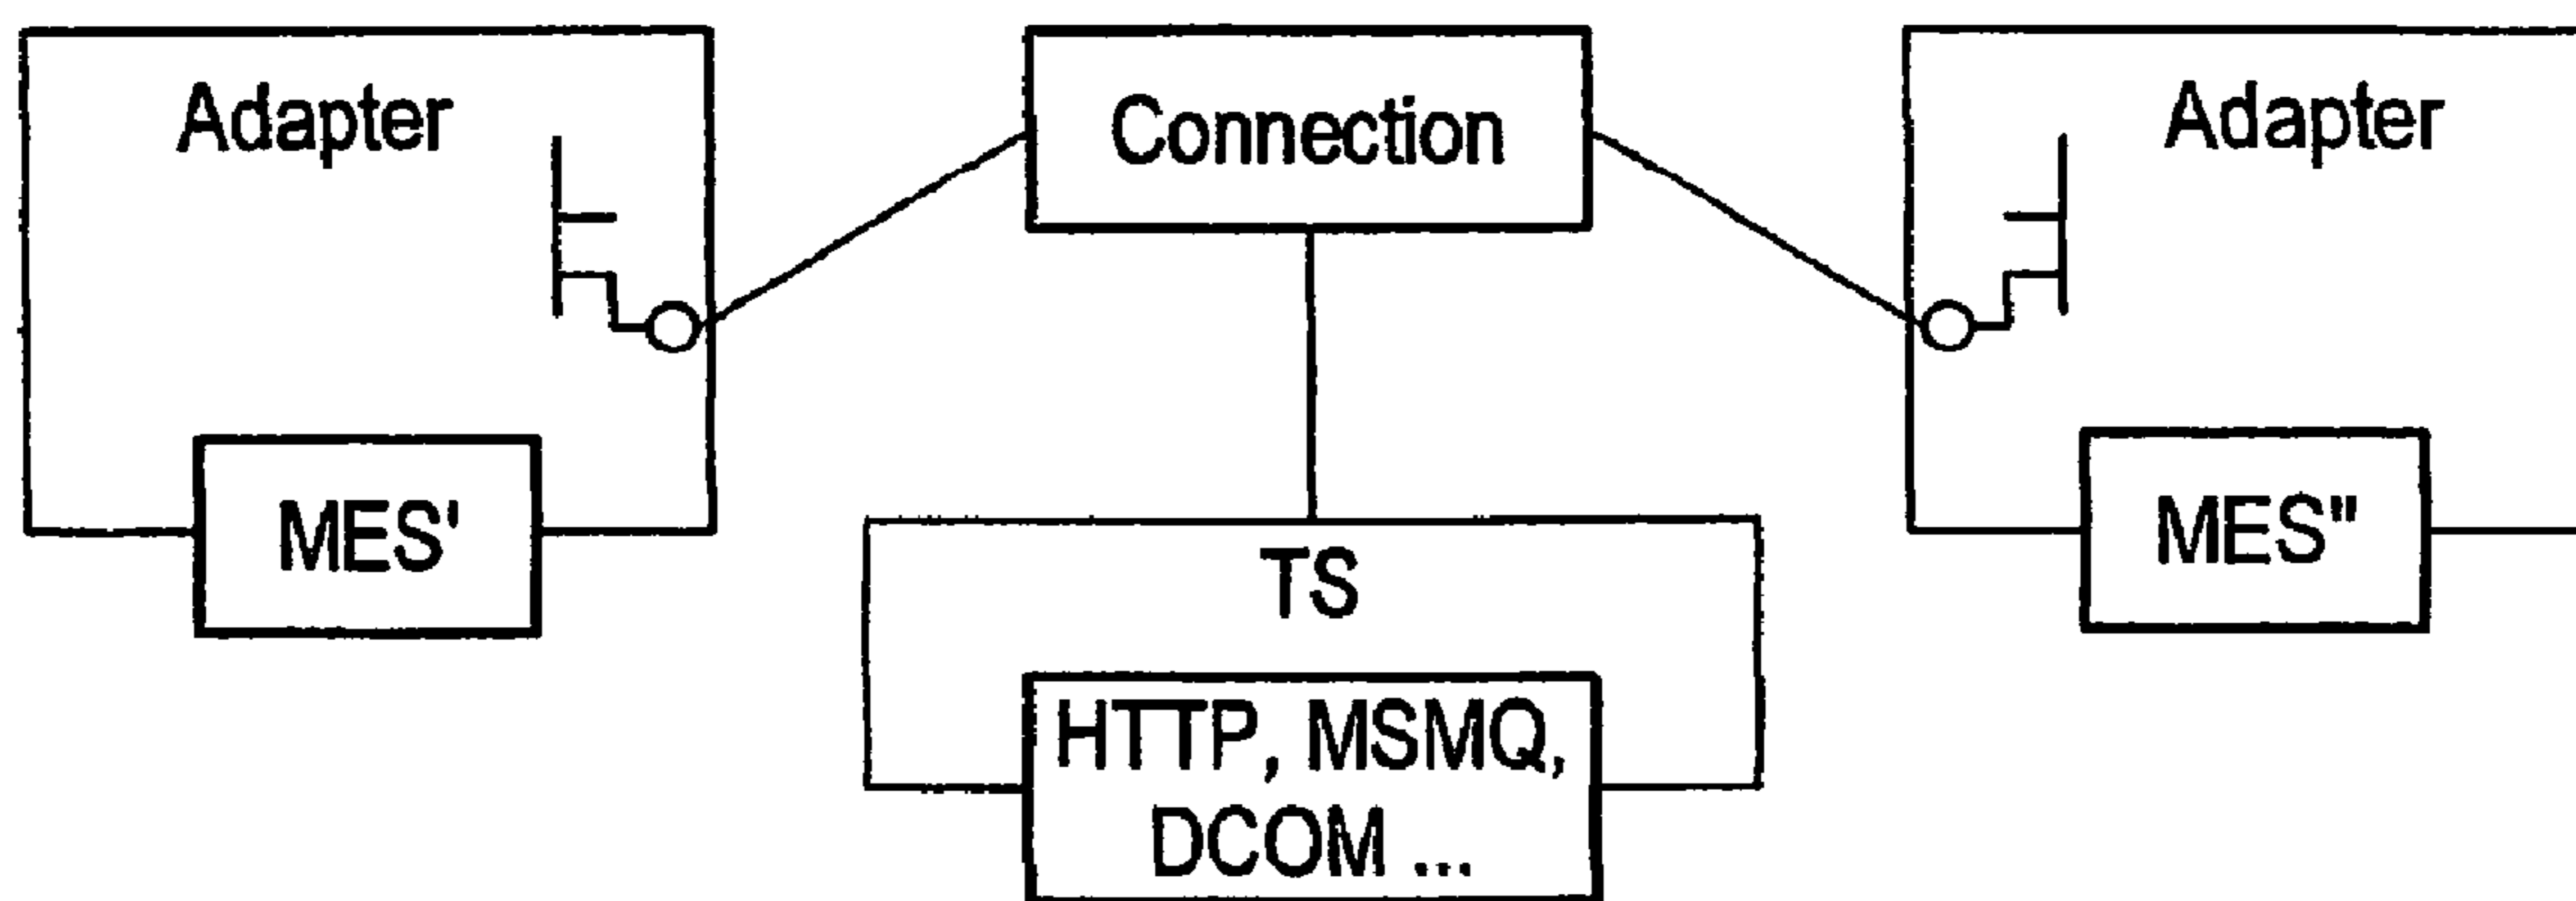 Adapter
Connection
Adapter
MES'
TS
MES"
HTTP, MSMQ,
DCOM ...